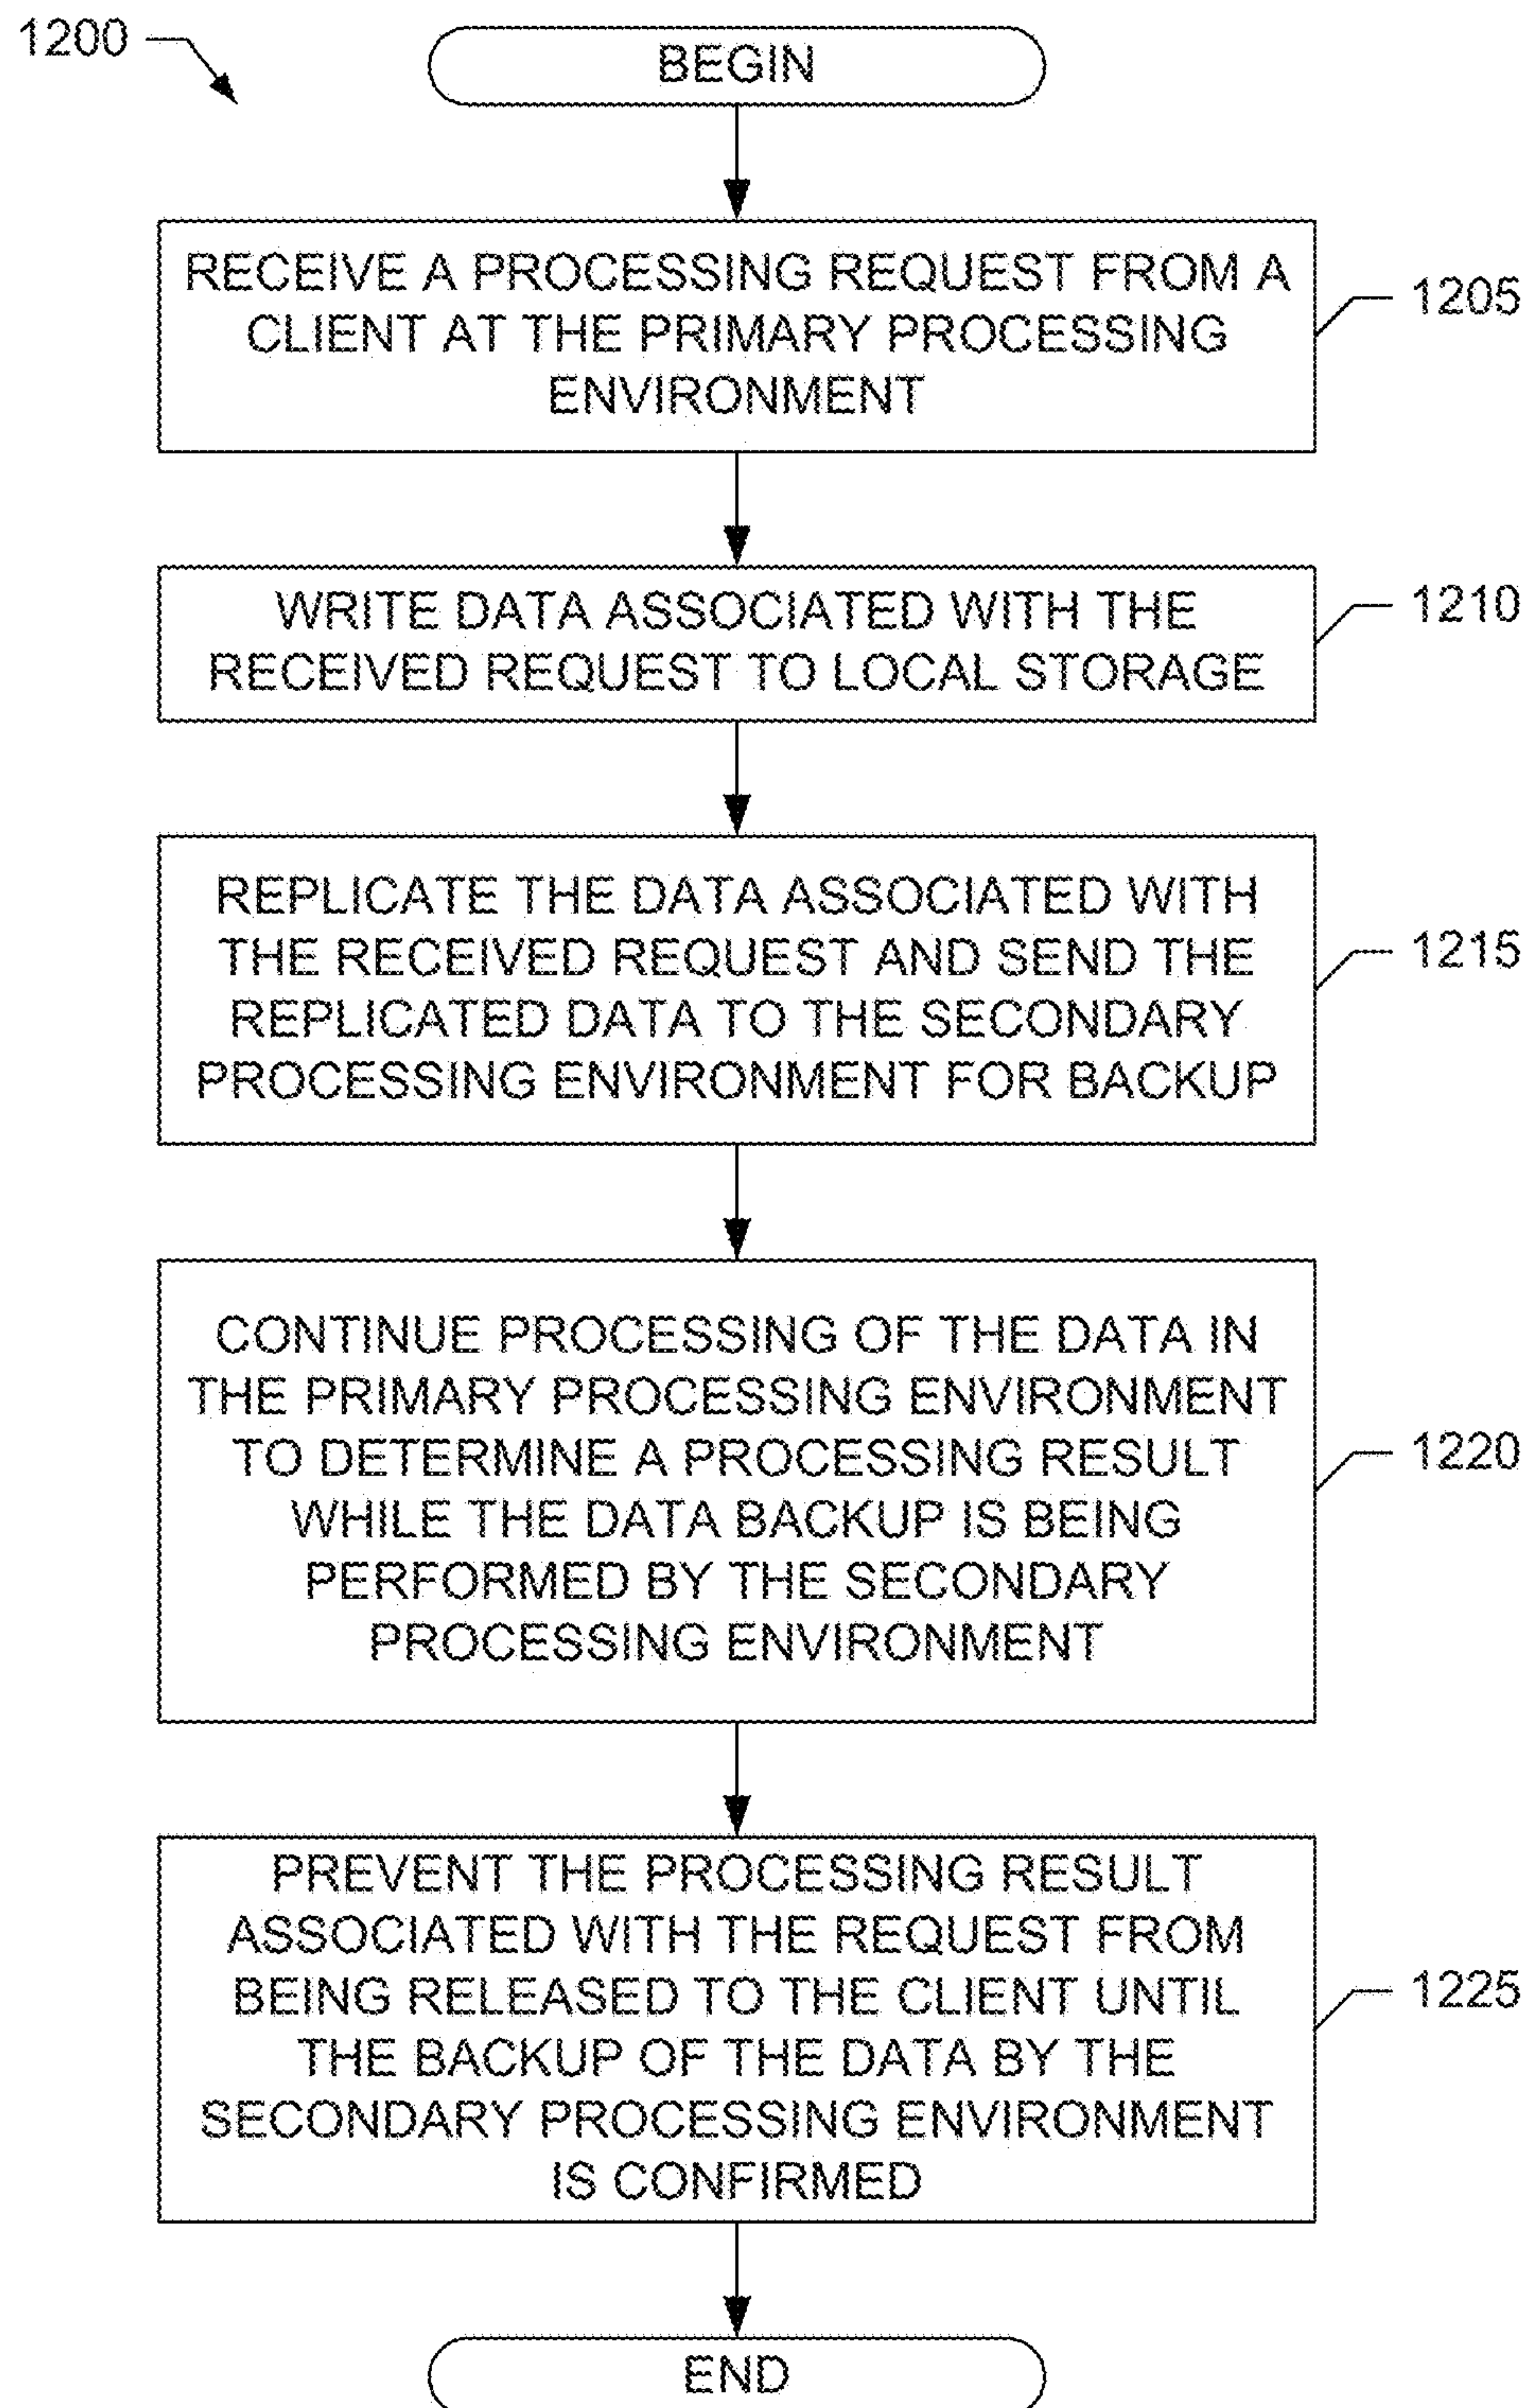 1200
BEGIN
RECEIVE A PROCESSING REQUEST FROM A
CLIENT AT THE PRIMARY PROCESSING
ENVIRONMENT
1205
WRITE DATA ASSOCIATED WITH THE
RECEIVED REQUEST TO LOCAL STORAGE
1210
REPLICATE THE DATA ASSOCIATED WITH
THE RECEIVED REQUEST AND SEND THE
REPLICATED DATA TO THE SECONDARY
PROCESSING ENVIRONMENT FOR BACKUP
1215
CONTINUE PROCESSING OF THE DATA IN
THE PRIMARY PROCESSING ENVIRONMENT
TO DETERMINE A PROCESSING RESULT
WHILE THE DATA BACKUP IS BEING
PERFORMED BY THE SECONDARY
PROCESSING ENVIRONMENT
1220
PREVENT THE PROCESSING RESULT
ASSOCIATED WITH THE REQUEST FROM
BEING RELEASED TO THE CLIENT UNTIL
THE BACKUP OF THE DATA BY THE
SECONDARY PROCESSING ENVIRONMENT
IS CONFIRMED
1225
END